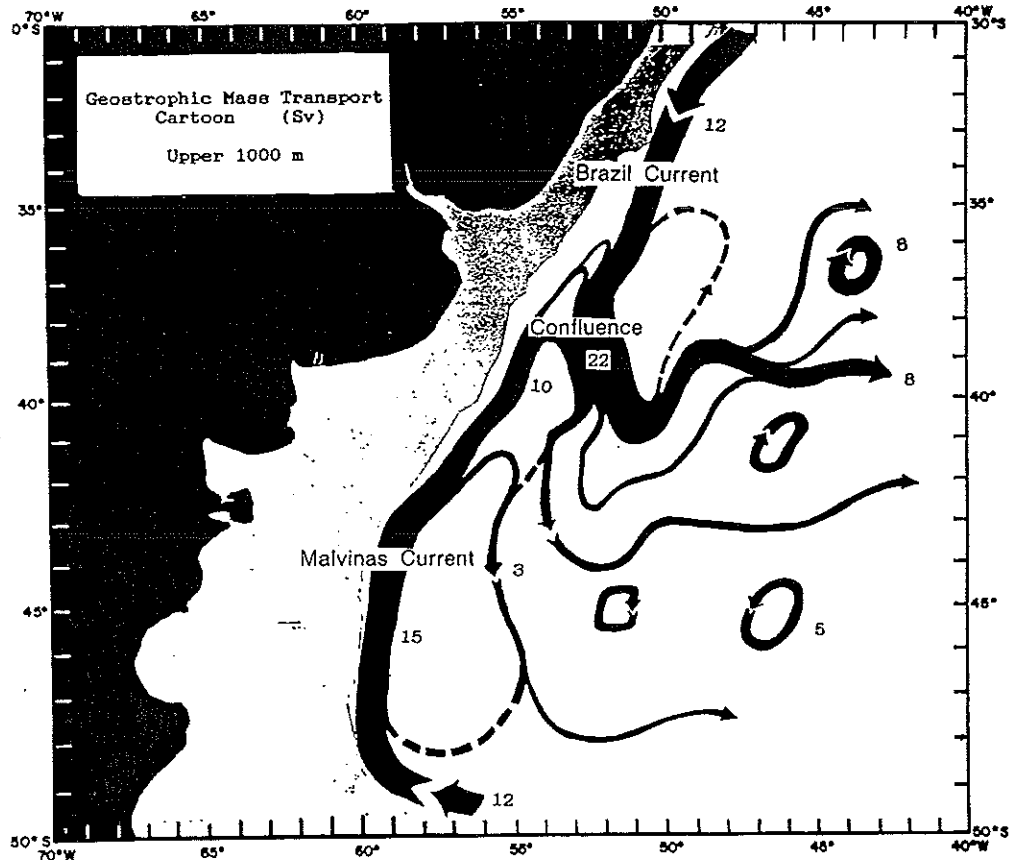 70°W 65° 60° 55° 50° 45° 40°W
0°S 30°S
Geostrophic Mass Transport
Cartoon (Sv)
Upper 1000 m
12
Brazil Current
35° 35°
8
Confluence
22
10
8
40° 40°
Malvinas Current
3
45° 45°
15
5
12
50°S 50°S
70°W 65° 60° 55° 50° 45° 40°W